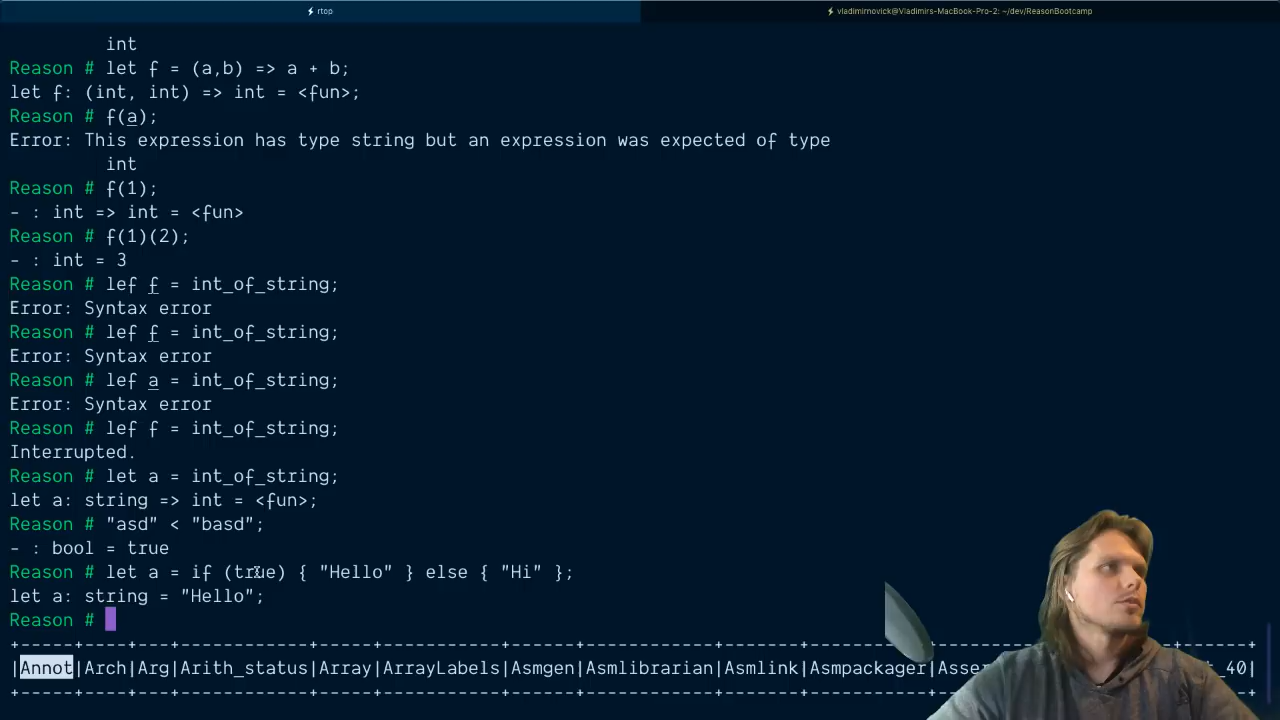 ⚡ rtop
⚡ vladimirnovick@Vladimirs-MacBook-Pro-2: ~/dev/ReasonBootcamp
int
Reason # let f = (a,b) => a + b;
let f: (int, int) => int = <fun>;
Reason # f(a);
Error: This expression has type string but an expression was expected of type
int
Reason # f(1);
- : int => int = <fun>
Reason # f(1)(2);
- : int = 3
Reason # lef f = int_of_string;
Error: Syntax error
Reason # lef f = int_of_string;
Error: Syntax error
Reason # lef a = int_of_string;
Error: Syntax error
Reason # lef f = int_of_string;
Interrupted.
Reason # let a = int_of_string;
let a: string => int = <fun>;
Reason # "asd" < "basd";
- : bool = true
Reason # let a = if (true) { "Hello" } else { "Hi" };
let a: string = "Hello";
Reason #
+-----+----+---+------------+-----+-----------+------+------------+-------+-----------+
|Annot|Arch|Arg|Arith_status|Array|ArrayLabels|Asmgen|Asmlibrarian|Asmlink|Asmpackager|